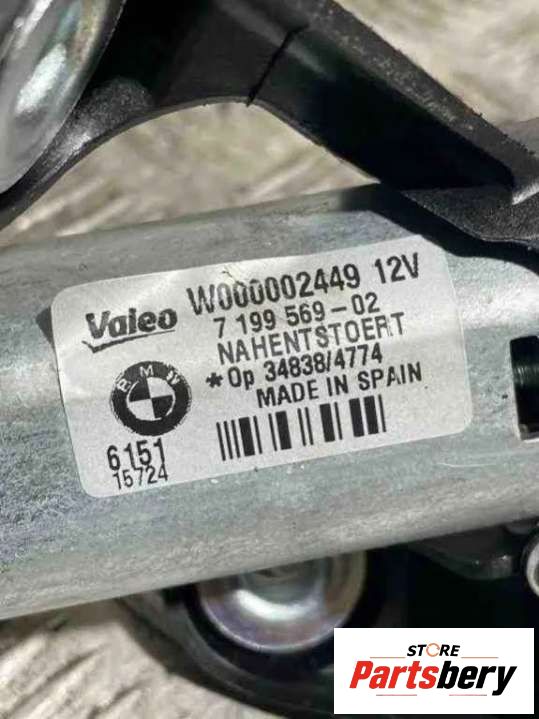 Valeo W000002449 12V
7 199 569-02
NAHENTSTOERT
*Op 34838/4774
MADE IN SPAIN
BMW
6151
15724
STORE
Partsbery